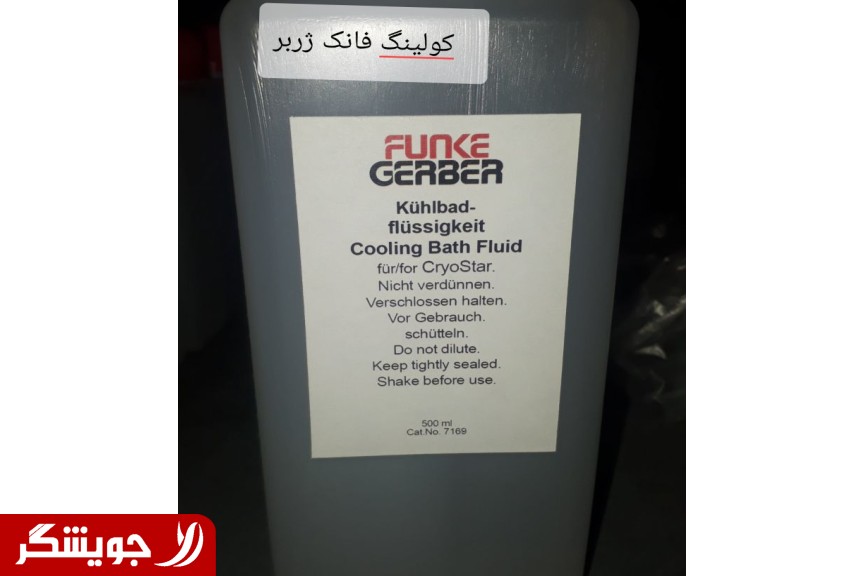 کولینگ فانک ژربر
FUNKE
GERBER
Kühlbad-
flüssigkeit
Cooling Bath Fluid
für/for CryoStar.
Nicht verdünnen.
Verschlossen halten.
Vor Gebrauch.
schütteln.
Do not dilute.
Keep tightly sealed.
Shake before use.
500 ml
Cat.No. 7169
جویشگر